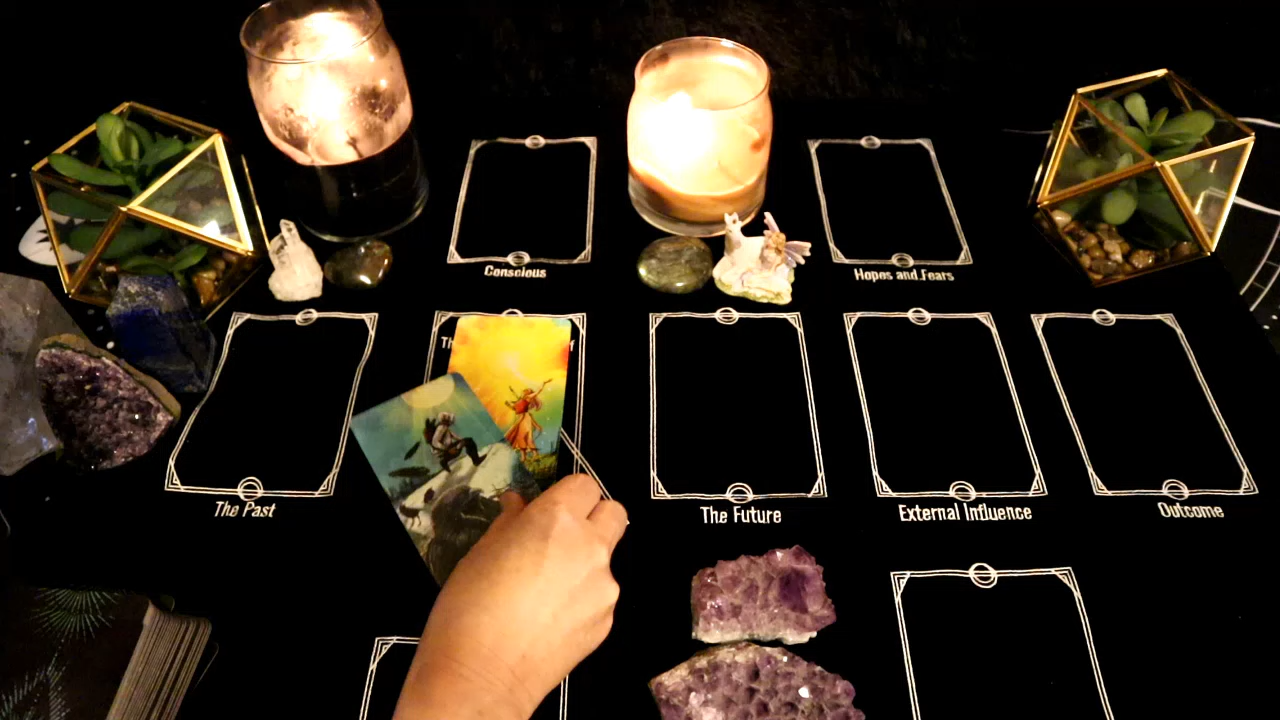 Conscious
Hopes and Fears
The Past
The Future
External Influence
Outcome